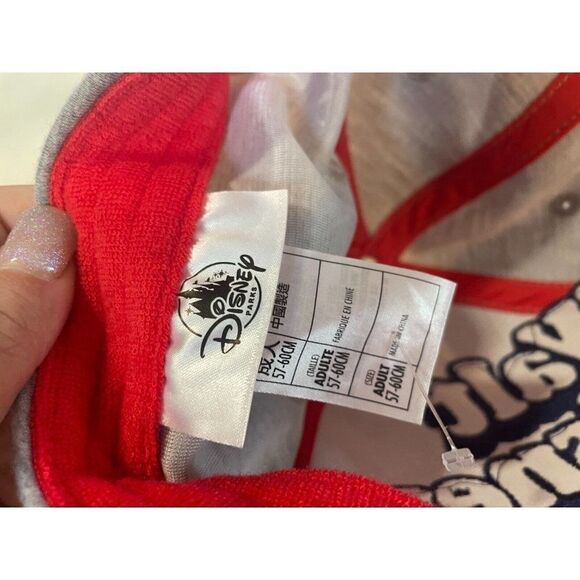 Disney
PARKS
成人
57-60CM
中國製造
(TAILLE)
ADULTE
57-60CM
FABRIQUE EN CHINE
(SIZE)
ADULT
57-60CM
MADE IN CHINA